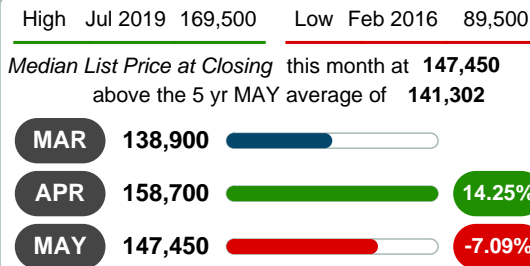 High Jul 2019 169,500 Low Feb 2016 89,500
Median List Price at Closing this month at 147,450
above the 5 yr MAY average of 141,302
MAR 138,900
APR 158,700 14.25%
MAY 147,450 -7.09%